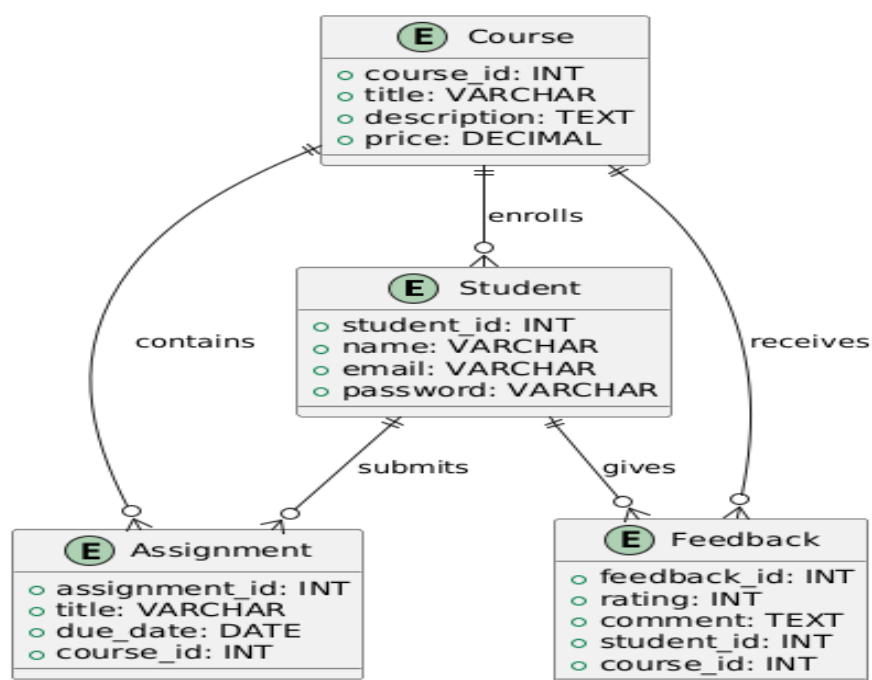 E Course
course_id: INT
title: VARCHAR
description: TEXT
price: DECIMAL
enrolls
E Student
student_id: INT
name: VARCHAR
email: VARCHAR
password: VARCHAR
contains
receives
submits
gives
E Assignment
assignment_id: INT
title: VARCHAR
due_date: DATE
course_id: INT
E Feedback
feedback_id: INT
rating: INT
comment: TEXT
student_id: INT
course_id: INT